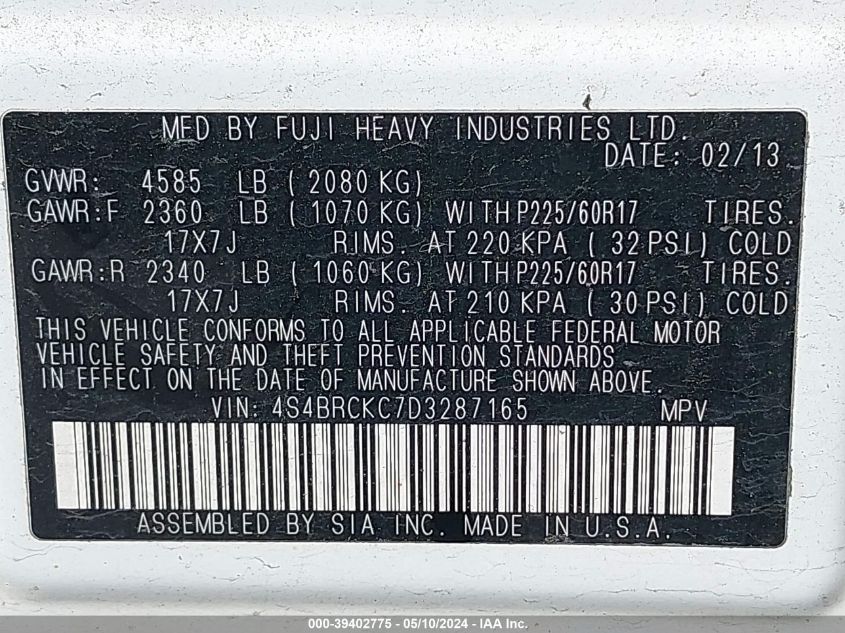 MFD BY FUJI HEAVY INDUSTRIES LTD.
DATE: 02/13
GVWR: 4585 LB ( 2080 KG)
GAWR:F 2360 LB ( 1070 KG) WITH P225/60R17 TIRES.
17X7J RIMS. AT 220 KPA ( 32 PSI) COLD
GAWR:R 2340 LB ( 1060 KG) WITH P225/60R17 TIRES.
17X7J RIMS. AT 210 KPA ( 30 PSI) COLD
THIS VEHICLE CONFORMS TO ALL APPLICABLE FEDERAL MOTOR
VEHICLE SAFETY AND THEFT PREVENTION STANDARDS
IN EFFECT ON THE DATE OF MANUFACTURE SHOWN ABOVE.
VIN: 4S4BRCKC7D3287165 MPV
ASSEMBLED BY SIA INC. MADE IN U.S.A.
000-39402775 - 05/10/2024 - IAA Inc.